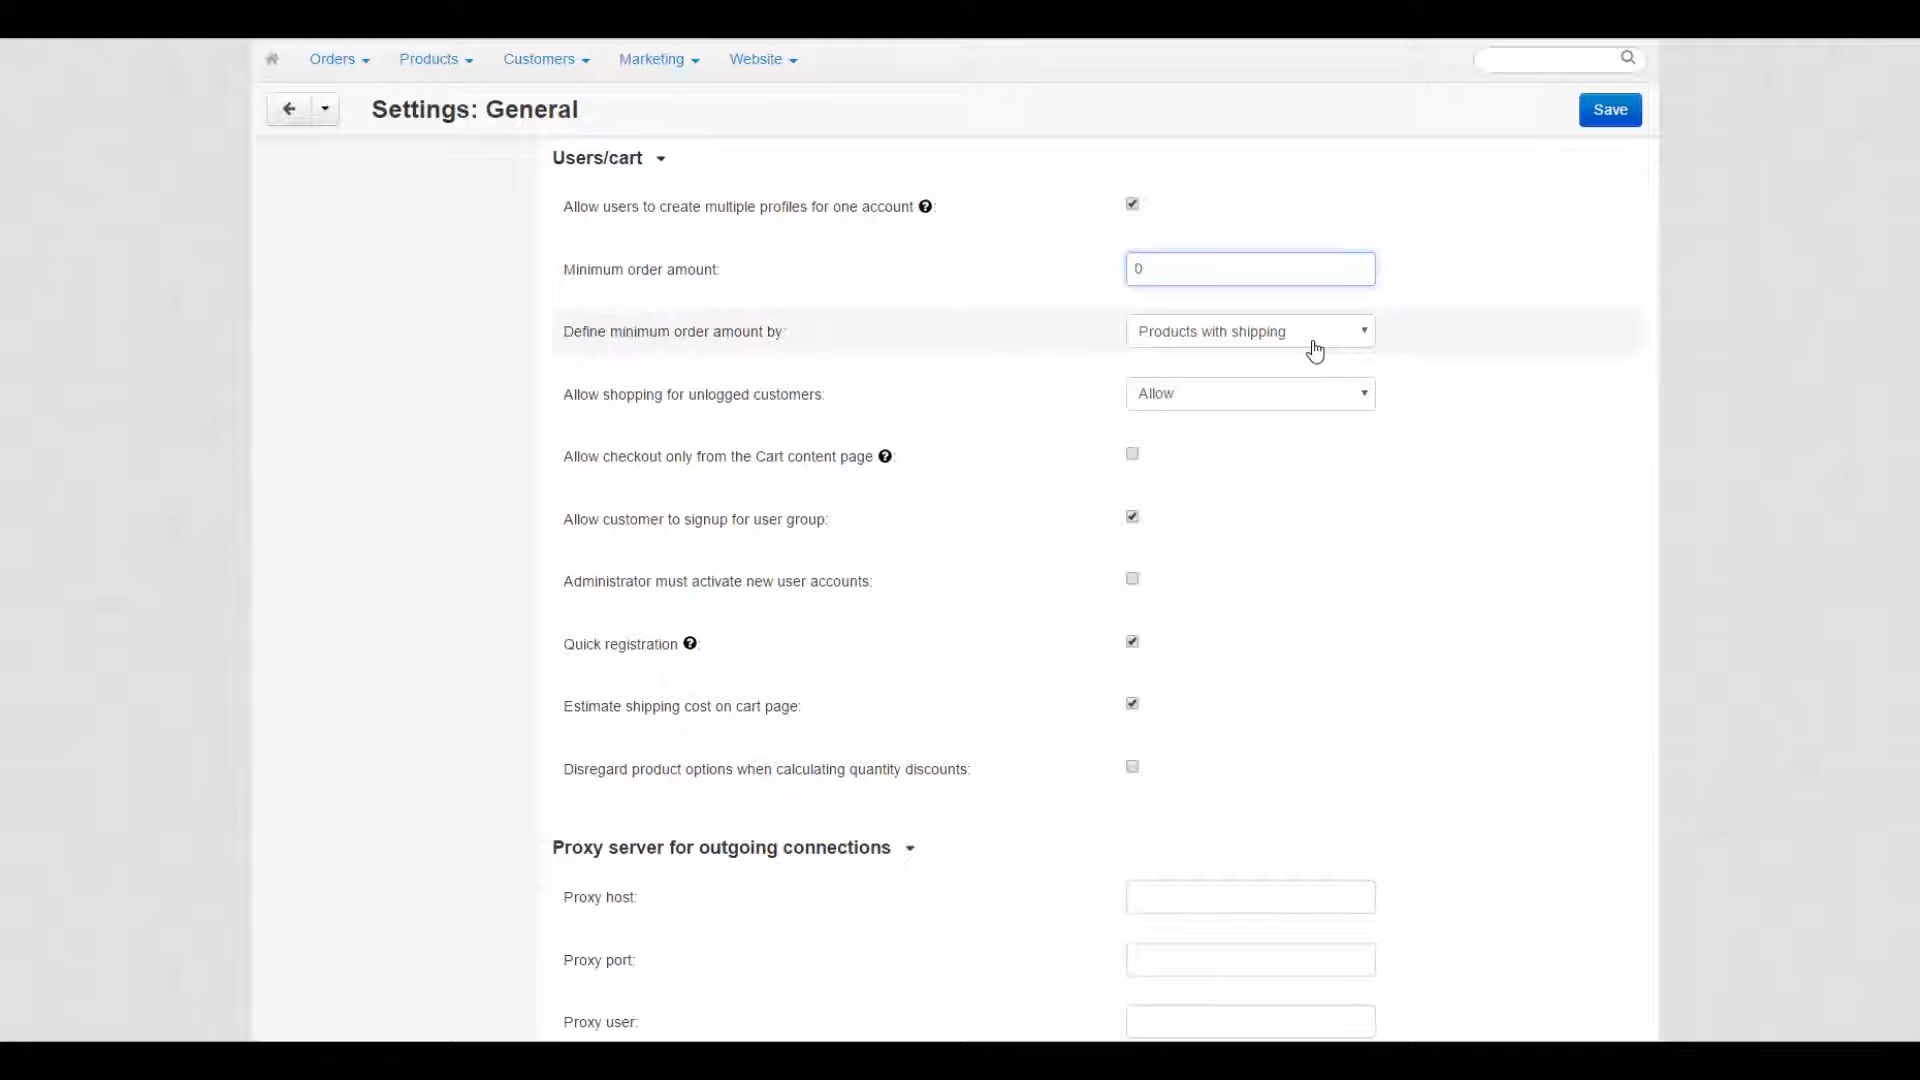 Orders Products Customers Marketing Website
Settings: General Save
Users/cart
Allow users to create multiple profiles for one account ?:
Minimum order amount: 0
Define minimum order amount by: Products with shipping
Allow shopping for unlogged customers: Allow
Allow checkout only from the Cart content page ?:
Allow customer to signup for user group:
Administrator must activate new user accounts:
Quick registration ?:
Estimate shipping cost on cart page:
Disregard product options when calculating quantity discounts:
Proxy server for outgoing connections
Proxy host:
Proxy port:
Proxy user: